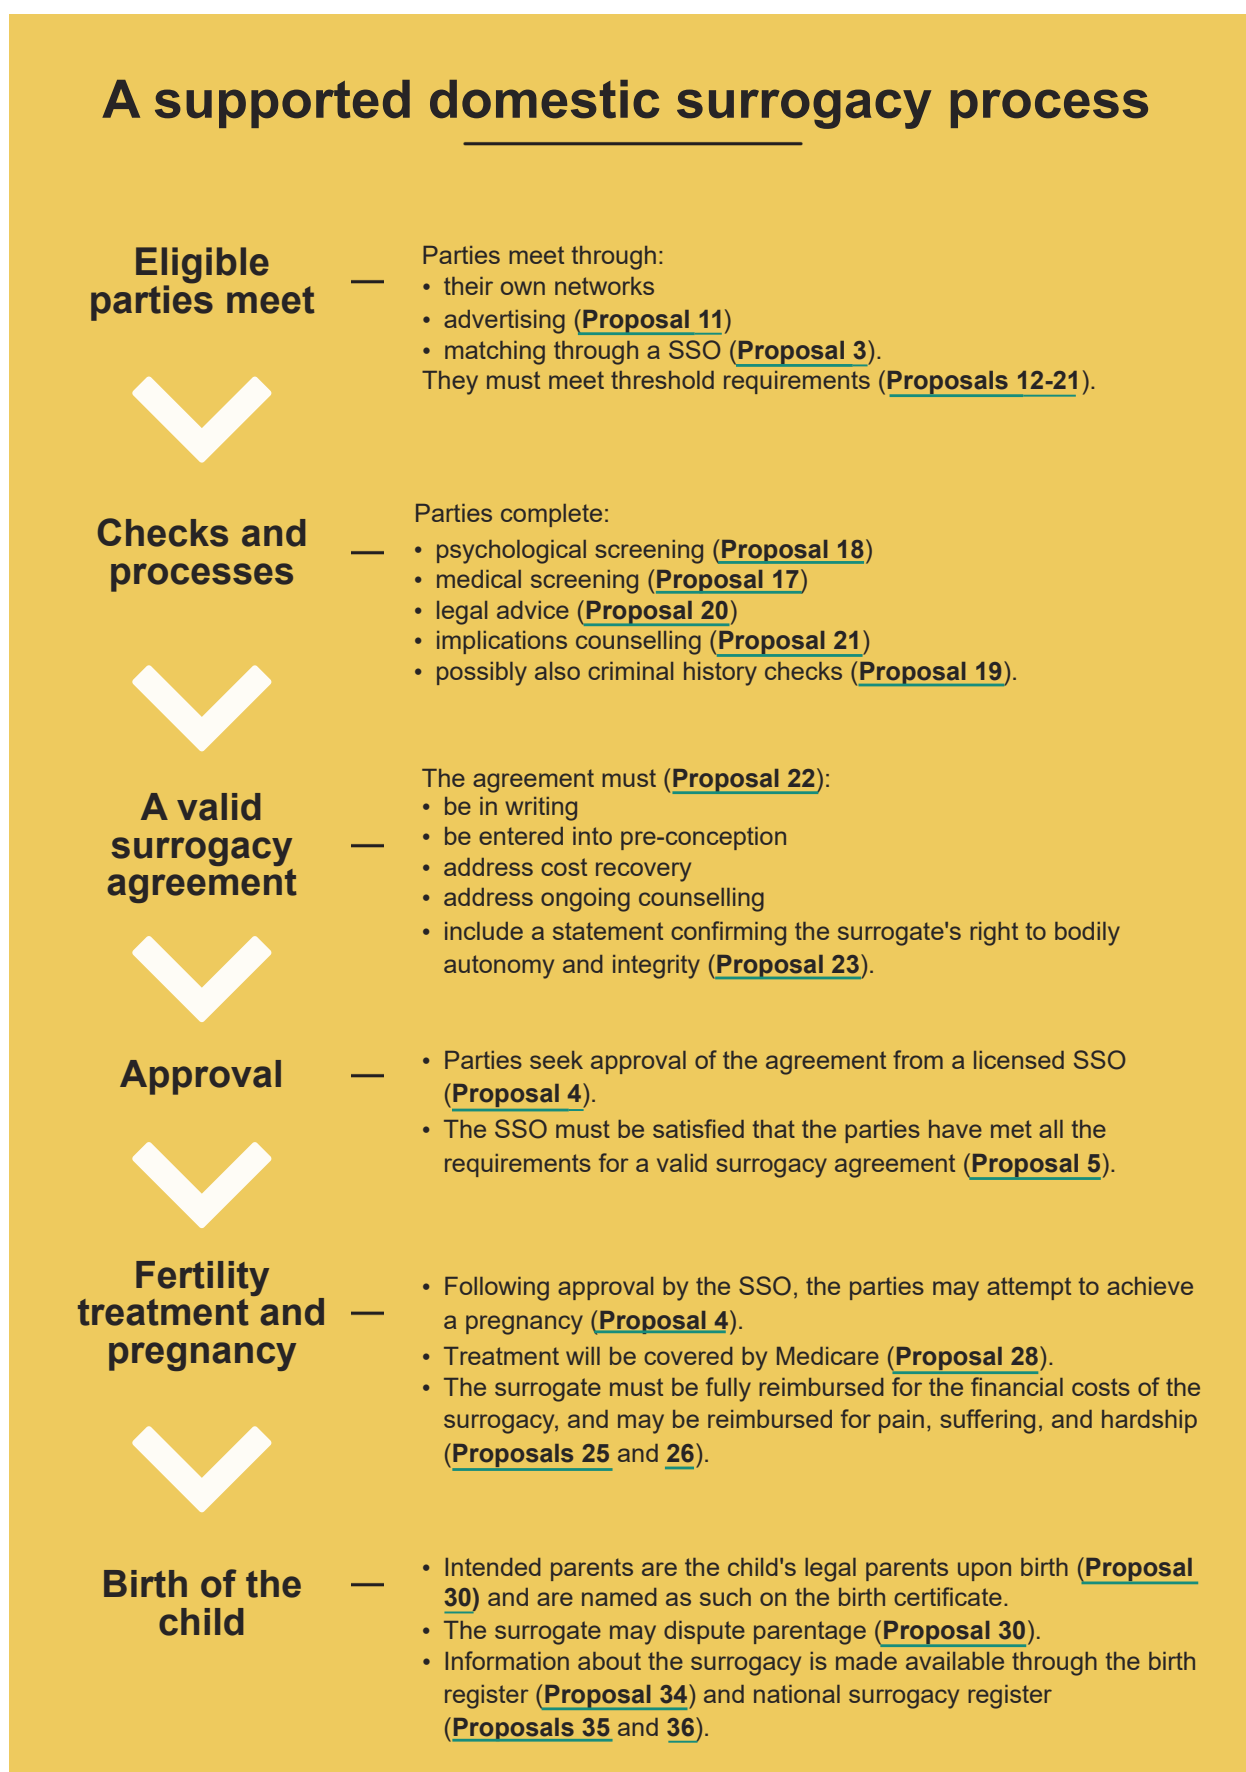 A supported domestic surrogacy process
Eligible
parties meet
Parties meet through:
• their own networks
• advertising (Proposal 11)
• matching through a SSO (Proposal 3).
They must meet threshold requirements (Proposals 12-21).
Checks and
processes
Parties complete:
• psychological screening (Proposal 18)
• medical screening (Proposal 17)
• legal advice (Proposal 20)
• implications counselling (Proposal 21)
• possibly also criminal history checks (Proposal 19).
A valid
surrogacy
agreement
The agreement must (Proposal 22):
• be in writing
• be entered into pre-conception
• address cost recovery
• address ongoing counselling
• include a statement confirming the surrogate's right to bodily
autonomy and integrity (Proposal 23).
Approval
• Parties seek approval of the agreement from a licensed SSO
(Proposal 4).
• The SSO must be satisfied that the parties have met all the
requirements for a valid surrogacy agreement (Proposal 5).
Fertility
treatment and
pregnancy
• Following approval by the SSO, the parties may attempt to achieve
a pregnancy (Proposal 4).
• Treatment will be covered by Medicare (Proposal 28).
• The surrogate must be fully reimbursed for the financial costs of the
surrogacy, and may be reimbursed for pain, suffering, and hardship
(Proposals 25 and 26).
Birth of the
child
• Intended parents are the child's legal parents upon birth (Proposal
30) and are named as such on the birth certificate.
• The surrogate may dispute parentage (Proposal 30).
• Information about the surrogacy is made available through the birth
register (Proposal 34) and national surrogacy register
(Proposals 35 and 36).